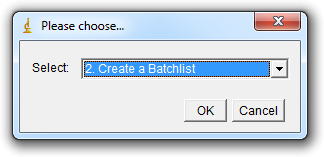 Please choose...
Select: 2. Create a Batchlist
OK Cancel